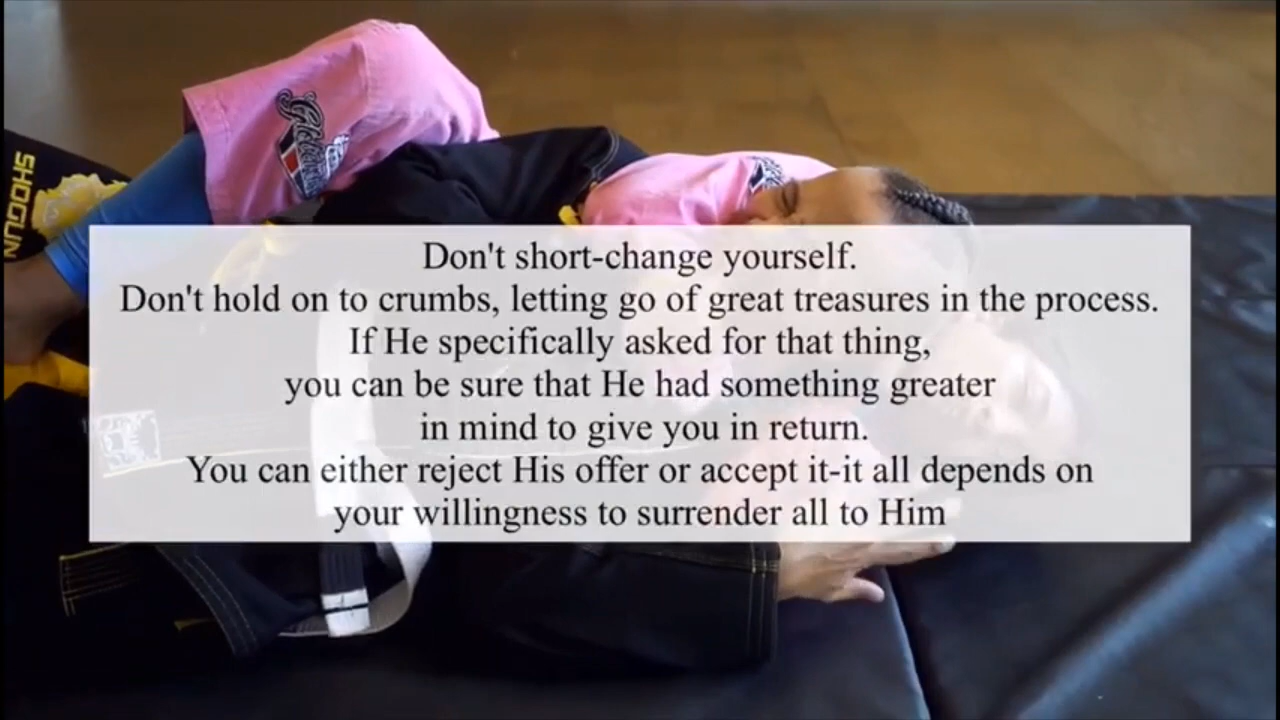 SHOGUN
Don't short-change yourself.
Don't hold on to crumbs, letting go of great treasures in the process.
If He specifically asked for that thing,
you can be sure that He had something greater
in mind to give you in return.
You can either reject His offer or accept it-it all depends on
your willingness to surrender all to Him